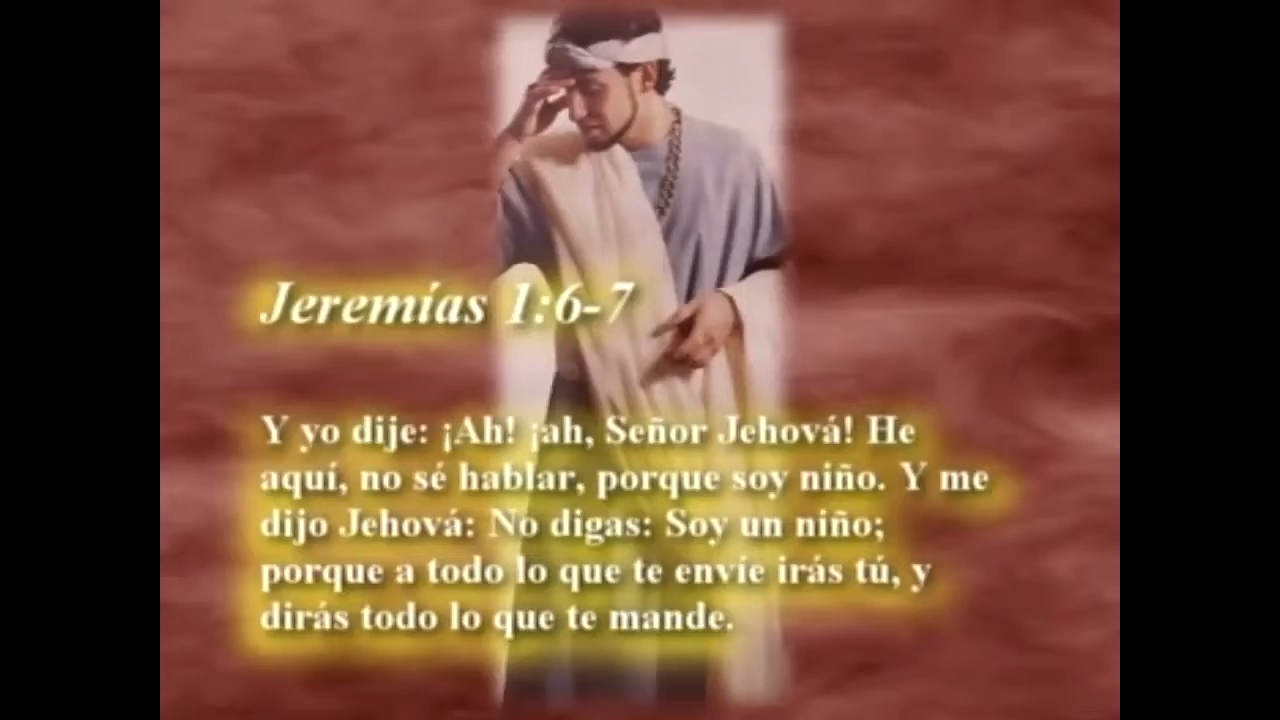 Jeremías 1:6-7
Y yo dije: ¡Ah! ¡ah, Señor Jehová! He
aquí, no sé hablar, porque soy niño. Y me
dijo Jehová: No digas: Soy un niño;
porque a todo lo que te envíe irás tú, y
dirás todo lo que te mande.